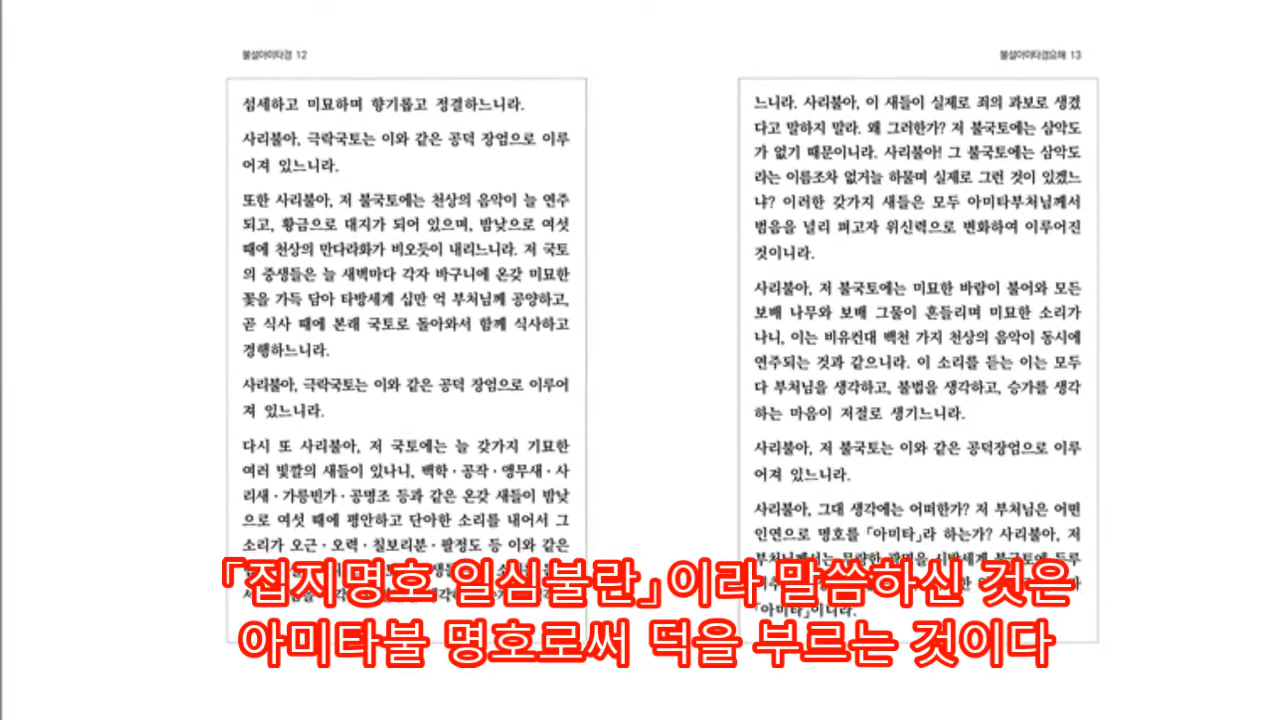 불설아미타경 12
섬세하고 미묘하며 향기롭고 정결하느니라.
사리불아, 극락국토는 이와 같은 공덕 장엄으로 이루
어져 있느니라.
또한 사리불아, 저 불국토에는 천상의 음악이 늘 연주
되고, 황금으로 대지가 되어 있으며, 밤낮으로 여섯
때에 천상의 만다라화가 비오듯이 내리느니라. 저 국토
의 중생들은 늘 새벽마다 각자 바구니에 온갖 미묘한
꽃을 가득 담아 타방세계 십만 억 부처님께 공양하고,
곧 식사 때에 본래 국토로 돌아와서 함께 식사하고
경행하느니라.
사리불아, 극락국토는 이와 같은 공덕 장엄으로 이루어
져 있느니라.
다시 또 사리불아, 저 국토에는 늘 갖가지 기묘한
여러 빛깔의 새들이 있나니, 백학·공작·앵무새·사
리새·가릉빈가·공명조 등과 같은 온갖 새들이 밤낮
으로 여섯 때에 평안하고 단아한 소리를 내어서 그
소리가 오근·오력·칠보리분·팔정도 등 이와 같은
불설아미타경요해 13
느니라. 사리불아, 이 새들이 실제로 죄의 과보로 생겼
다고 말하지 말라. 왜 그러한가? 저 불국토에는 삼악도
가 없기 때문이니라. 사리불아! 그 불국토에는 삼악도
라는 이름조차 없거늘 하물며 실제로 그런 것이 있겠느
냐? 이러한 갖가지 새들은 모두 아미타부처님께서
범음을 널리 펴고자 위신력으로 변화하여 이루어진
것이니라.
사리불아, 저 불국토에는 미묘한 바람이 불어와 모든
보배 나무와 보배 그물이 흔들리며 미묘한 소리가
나니, 이는 비유컨대 백천 가지 천상의 음악이 동시에
연주되는 것과 같으니라. 이 소리를 듣는 이는 모두
다 부처님을 생각하고, 불법을 생각하고, 승가를 생각
하는 마음이 저절로 생기느니라.
사리불아, 저 불국토는 이와 같은 공덕장엄으로 이루
어져 있느니라.
사리불아, 그대 생각에는 어떠한가? 저 부처님은 어떤
인연으로 명호를 「아미타」라 하는가? 사리불아, 저
부처님께서는 무량한 광명을 시방세계 불국토에 두루
「아미타」이니라.
「집지명호 일심불란」이라 말씀하신 것은
아미타불 명호로써 덕을 부르는 것이다